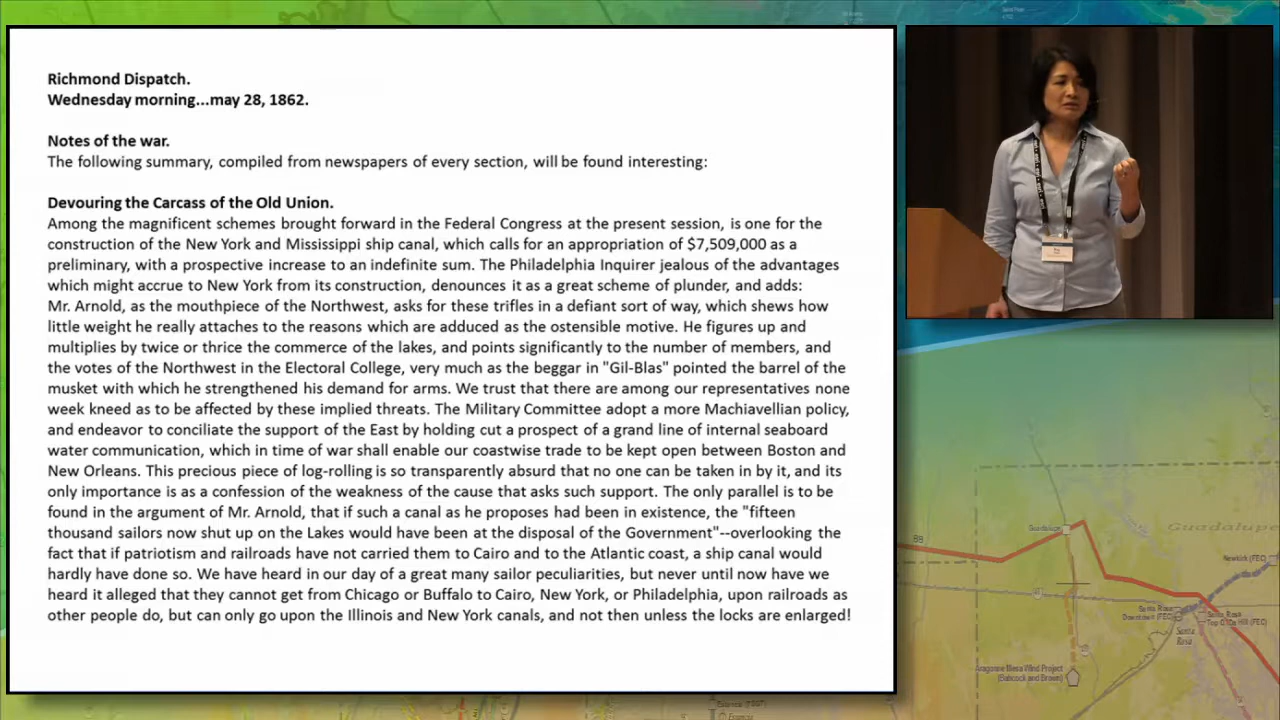 Richmond Dispatch.
Wednesday morning...may 28, 1862.
Notes of the war.
The following summary, compiled from newspapers of every section, will be found interesting:
Devouring the Carcass of the Old Union.
Among the magnificent schemes brought forward in the Federal Congress at the present session, is one for the
construction of the New York and Mississippi ship canal, which calls for an appropriation of $7,509,000 as a
preliminary, with a prospective increase to an indefinite sum. The Philadelphia Inquirer jealous of the advantages
which might accrue to New York from its construction, denounces it as a great scheme of plunder, and adds:
Mr. Arnold, as the mouthpiece of the Northwest, asks for these trifles in a defiant sort of way, which shews how
little weight he really attaches to the reasons which are adduced as the ostensible motive. He figures up and
multiplies by twice or thrice the commerce of the lakes, and points significantly to the number of members, and
the votes of the Northwest in the Electoral College, very much as the beggar in "Gil-Blas" pointed the barrel of the
musket with which he strengthened his demand for arms. We trust that there are among our representatives none
week kneed as to be affected by these implied threats. The Military Committee adopt a more Machiavellian policy,
and endeavor to conciliate the support of the East by holding cut a prospect of a grand line of internal seaboard
water communication, which in time of war shall enable our coastwise trade to be kept open between Boston and
New Orleans. This precious piece of log-rolling is so transparently absurd that no one can be taken in by it, and its
only importance is as a confession of the weakness of the cause that asks such support. The only parallel is to be
found in the argument of Mr. Arnold, that if such a canal as he proposes had been in existence, the "fifteen
thousand sailors now shut up on the Lakes would have been at the disposal of the Government"--overlooking the
fact that if patriotism and railroads have not carried them to Cairo and to the Atlantic coast, a ship canal would
hardly have done so. We have heard in our day of a great many sailor peculiarities, but never until now have we
heard it alleged that they cannot get from Chicago or Buffalo to Cairo, New York, or Philadelphia, upon railroads as
other people do, but can only go upon the Illinois and New York canals, and not then unless the locks are enlarged!
Guadalupe
Guadalupe
88
Newkirk (FEC)
Santa Rosa
Downtown (FEC)
Santa Rosa
Santa
Rosa
Aragonne Mesa Wind Project
(Babcock and Brown)